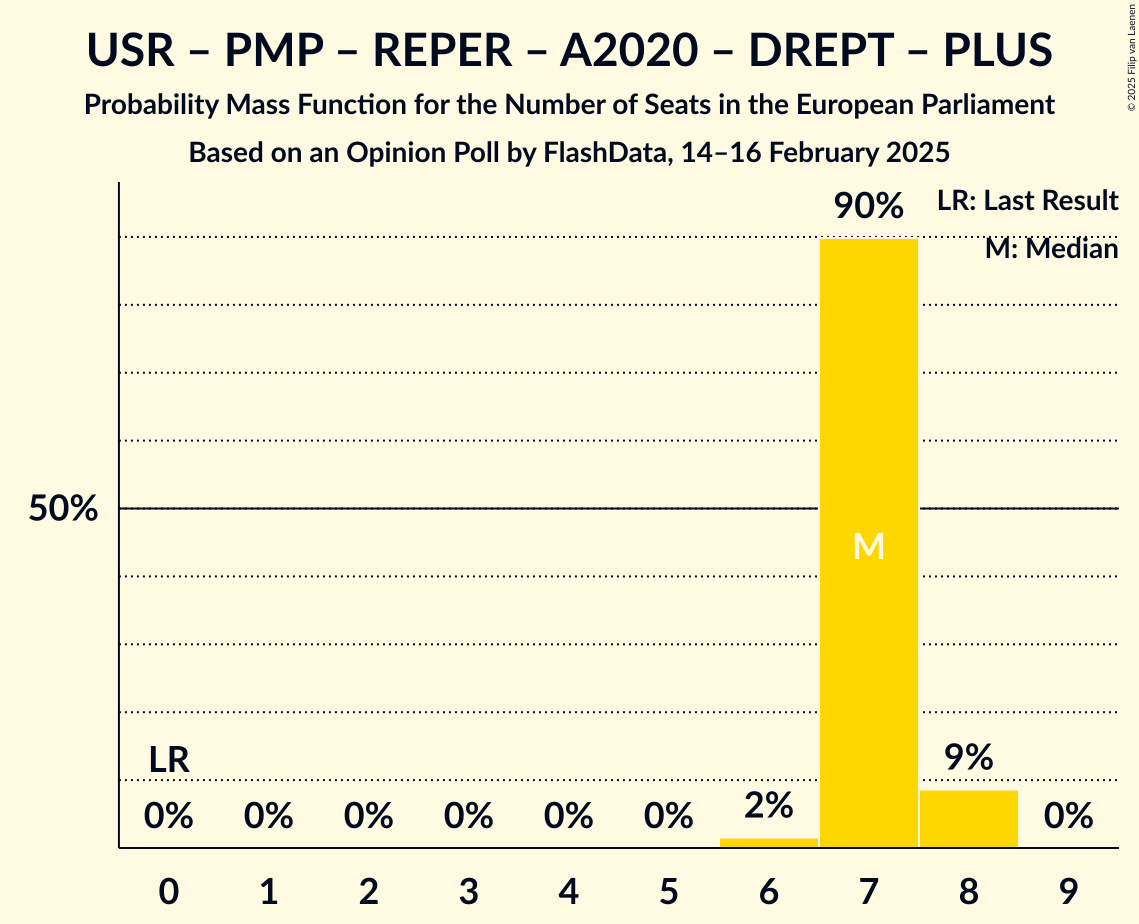 USR – PMP – REPER – A2020 – DREPT – PLUS
Probability Mass Function for the Number of Seats in the European Parliament
Based on an Opinion Poll by FlashData, 14–16 February 2025
© 2025 Filip van Laenen
LR: Last Result
M: Median
90%
50%
M
LR
0%
0%
0%
0%
0%
0%
2%
9%
0%
0
1
2
3
4
5
6
7
8
9